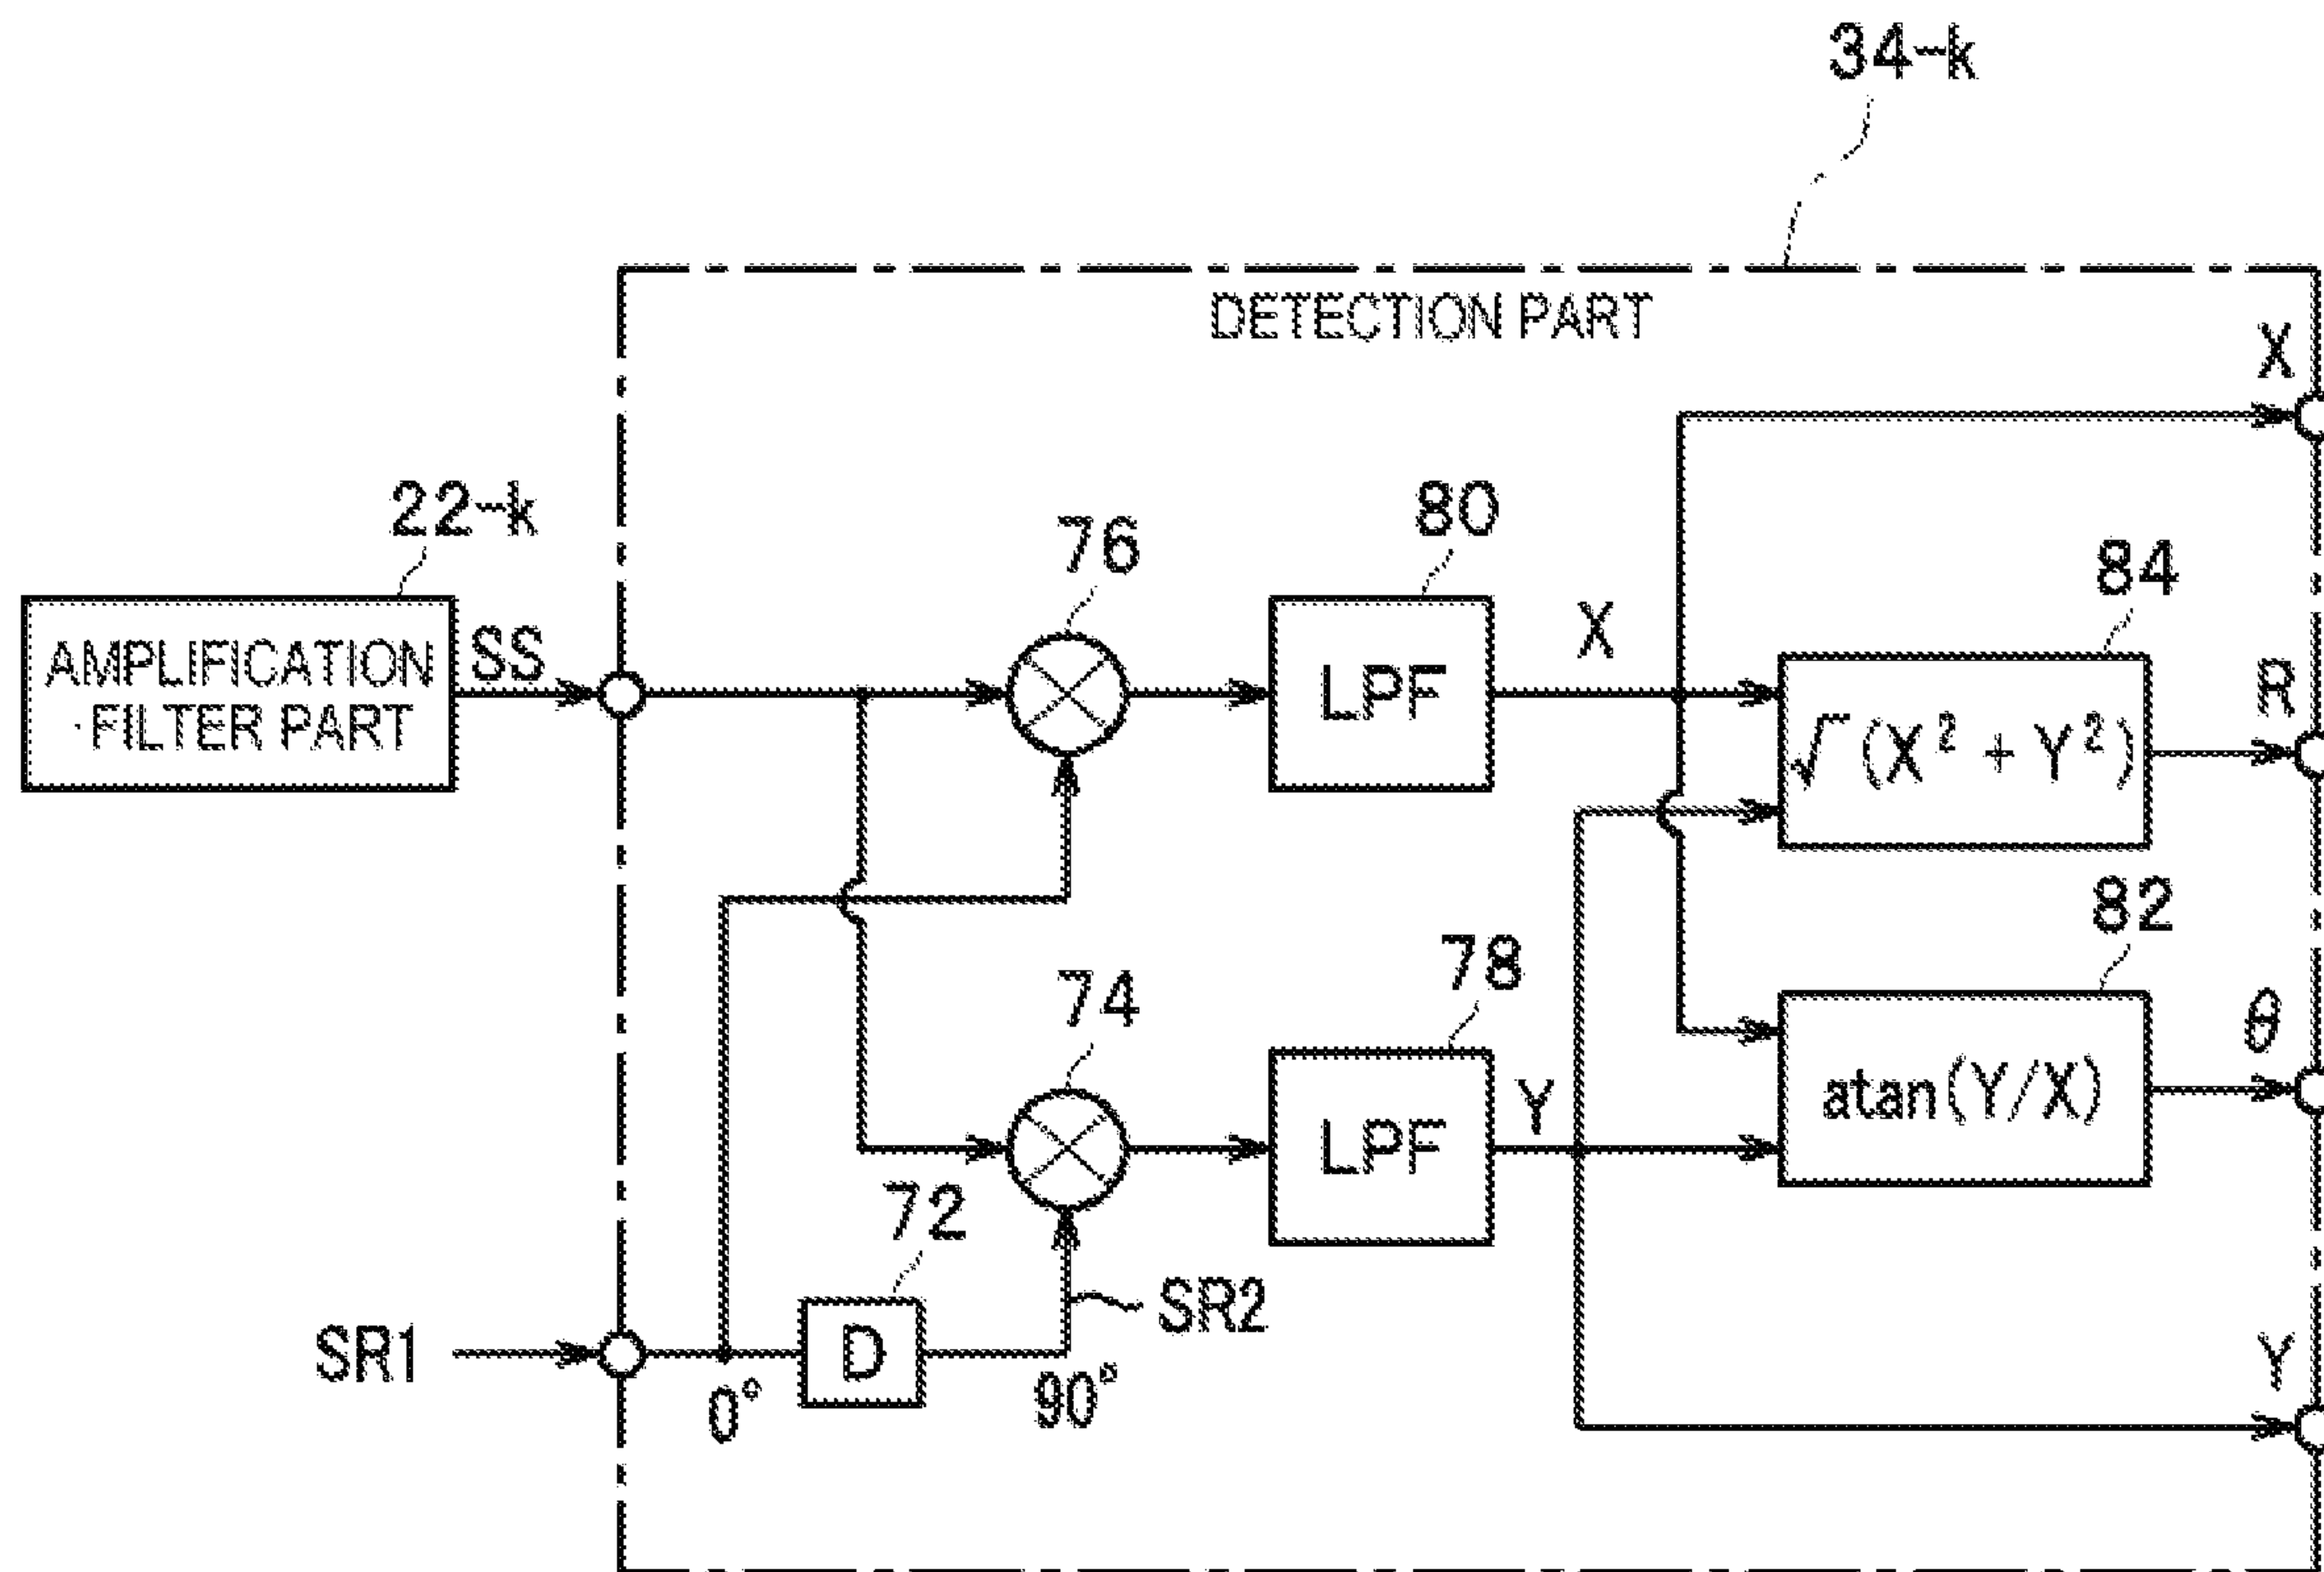 34-k
DETECTION PART
X
22-k
76
80
84
AMPLIFICATION
FILTER PART
SS
LPF
X
√(X² + Y²)
R
74
78
82
LPF
Y
atan(Y/X)
θ
72
SR1
0°
D
90°
SR2
Y